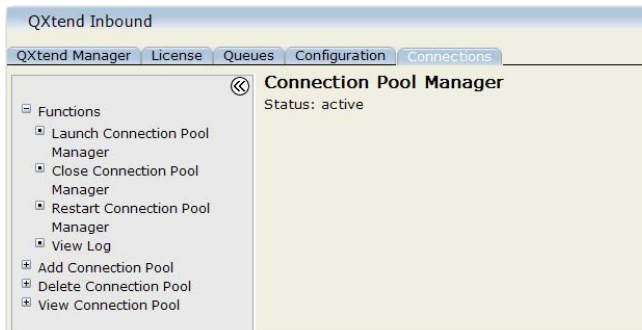 QXtend Inbound
QXtend Manager License Queues Configuration Connections
Connection Pool Manager
Status: active
Functions
Launch Connection Pool
Manager
Close Connection Pool
Manager
Restart Connection Pool
Manager
View Log
Add Connection Pool
Delete Connection Pool
View Connection Pool